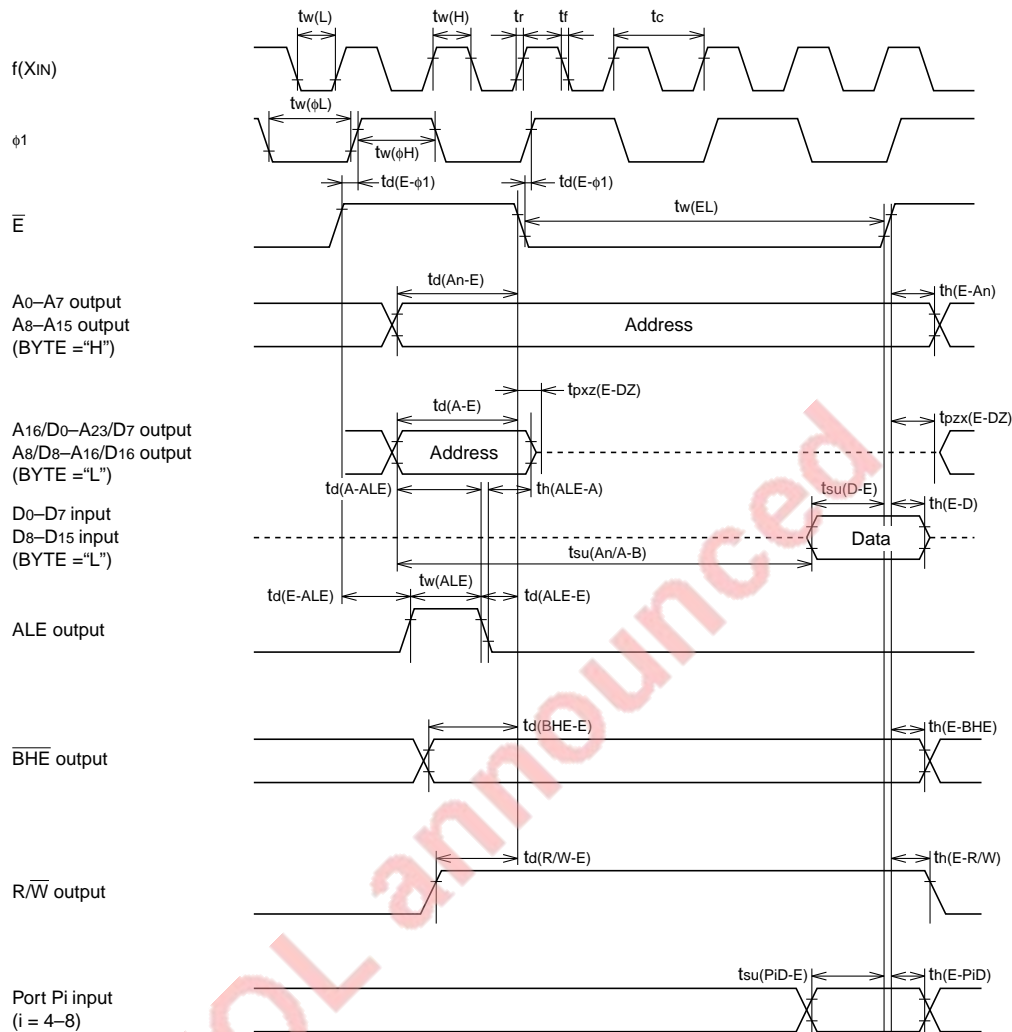 tw(L) tw(H) tr tf tc
f(XIN)
tw(ϕL)
ϕ1
tw(ϕH)
td(E-ϕ1) td(E-ϕ1)
tw(EL)
E̅
td(An-E) th(E-An)
A0–A7 output
A8–A15 output
(BYTE =“H”)
Address
tpxz(E-DZ)
td(A-E) tpzx(E-DZ)
A16/D0–A23/D7 output
A8/D8–A16/D16 output
(BYTE =“L”)
Address
td(A-ALE) th(ALE-A) tsu(D-E) th(E-D)
D0–D7 input
D8–D15 input
(BYTE =“L”)
Data
tsu(An/A-B)
tw(ALE)
td(E-ALE) td(ALE-E)
ALE output
td(BHE-E) th(E-BHE)
B̅H̅E̅ output
td(R/W-E) th(E-R/W)
R/W̅ output
tsu(PiD-E) th(E-PiD)
Port Pi input
(i = 4–8)
OL announced